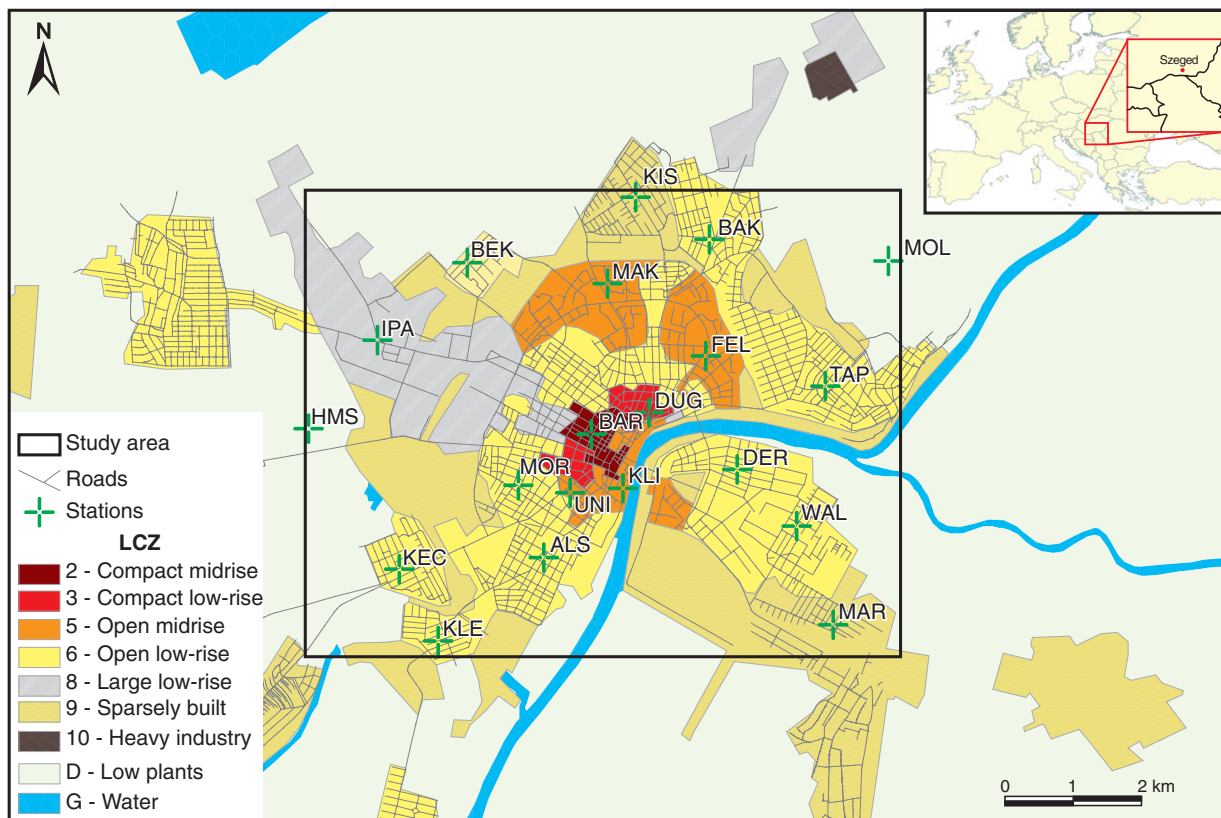 N
Szeged
KIS
BAK
BEK
MOL
MAK
IPA
FEL
TAP
DUG
HMS
BAR
DER
MOR
KLI
UNI
WAL
ALS
KEC
MAR
KLE
Study area
Roads
Stations
LCZ
2 - Compact midrise
3 - Compact low-rise
5 - Open midrise
6 - Open low-rise
8 - Large low-rise
9 - Sparsely built
10 - Heavy industry
D - Low plants
G - Water
0 1 2 km